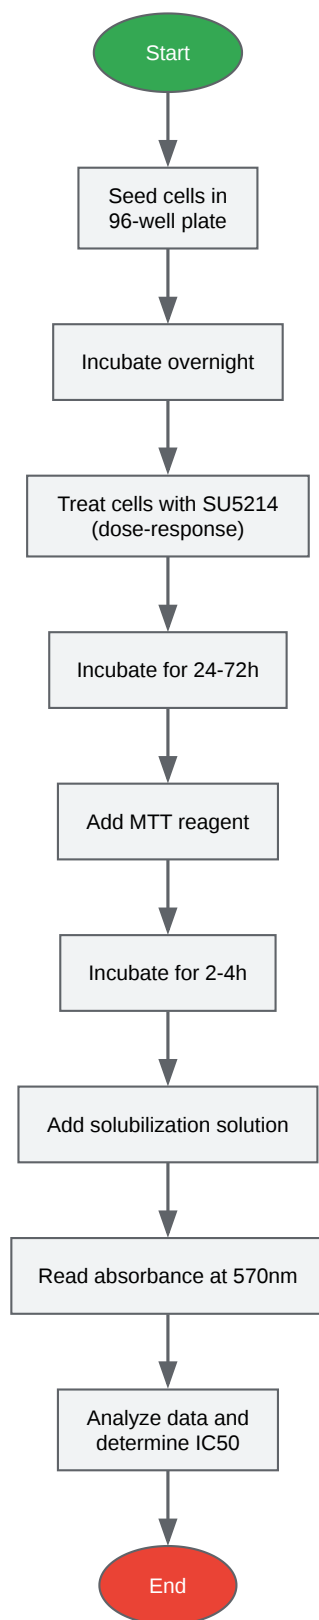 Start
Seed cells in
96-well plate
Incubate overnight
Treat cells with SU5214
(dose-response)
Incubate for 24-72h
Add MTT reagent
Incubate for 2-4h
Add solubilization solution
Read absorbance at 570nm
Analyze data and
determine IC50
End